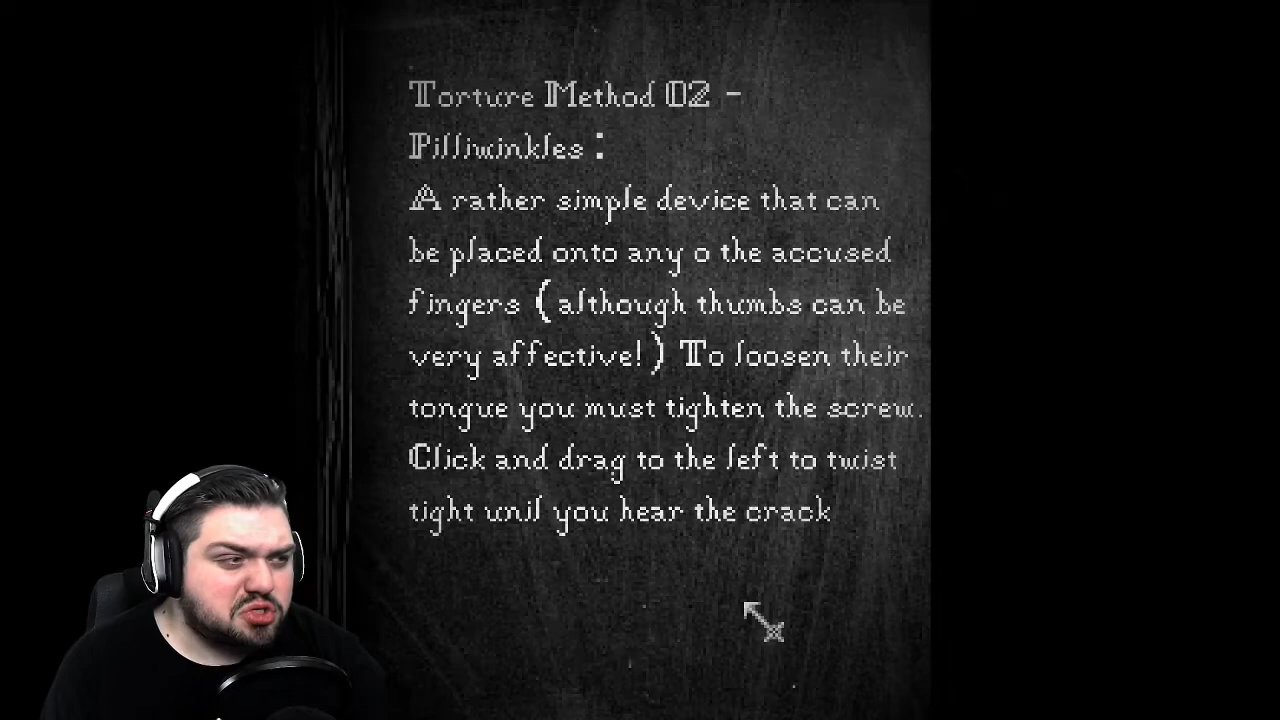 Torture Method 02 -
Pilliwinkles :
A rather simple device that can
be placed onto any o the accused
fingers (although thumbs can be
very affective!) To loosen their
tongue you must tighten the screw.
Click and drag to the left to twist
tight unil you hear the crack